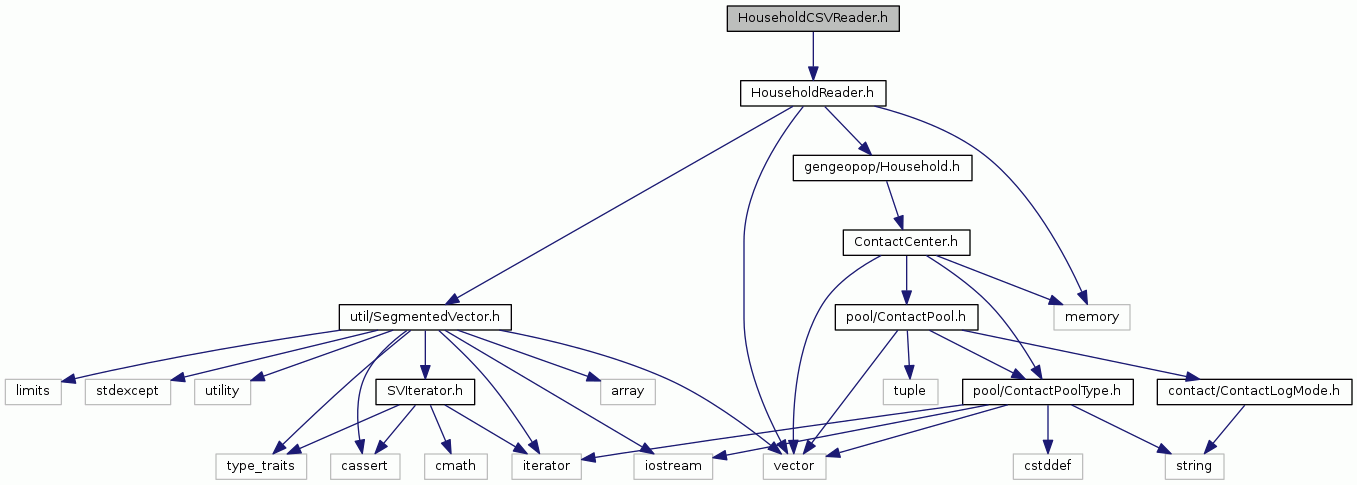 HouseholdCSVReader.h
HouseholdReader.h
gengeopop/Household.h
ContactCenter.h
util/SegmentedVector.h
pool/ContactPool.h
memory
limits
stdexcept
utility
SVIterator.h
array
tuple
pool/ContactPoolType.h
contact/ContactLogMode.h
type_traits
cassert
cmath
iterator
iostream
vector
cstddef
string